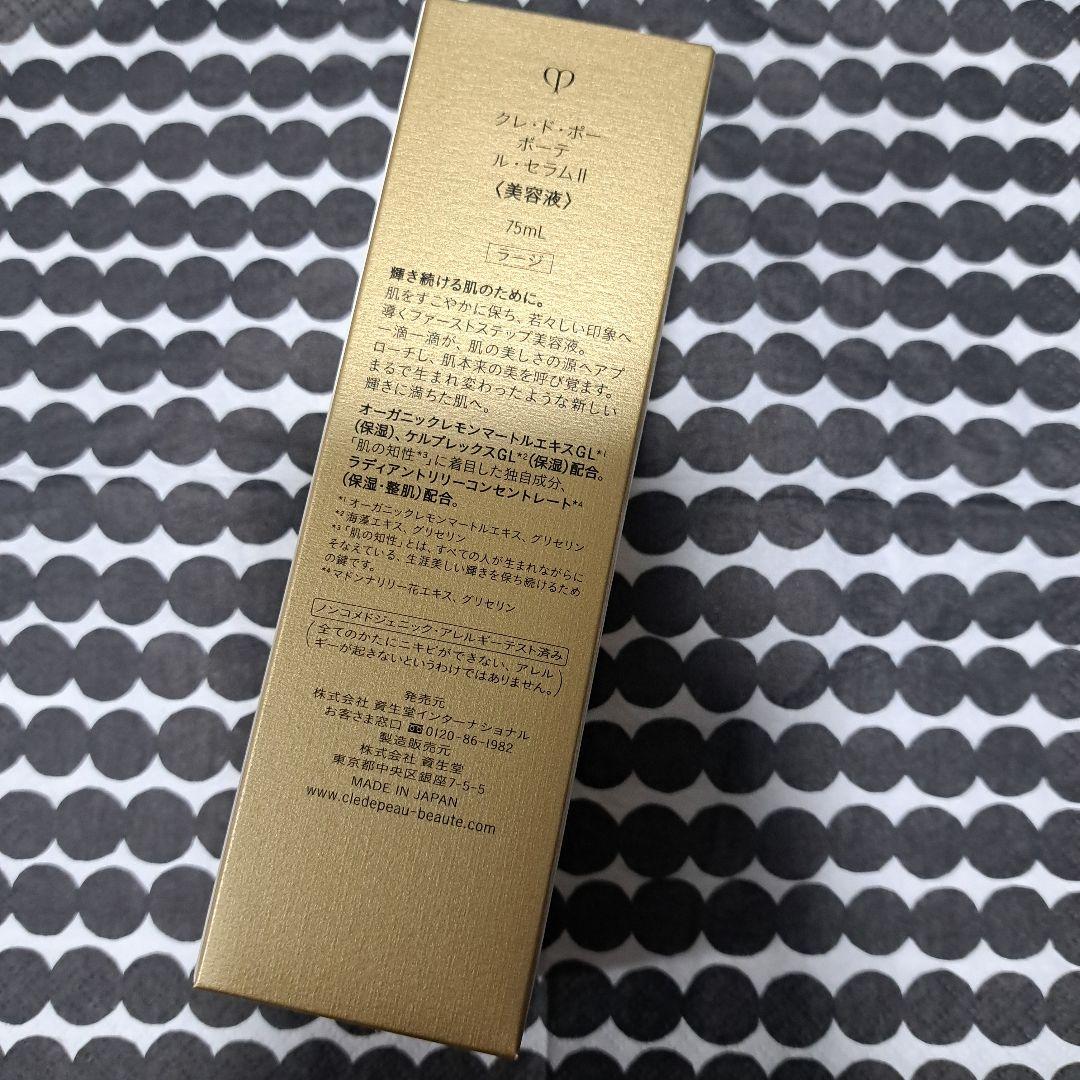 クレ・ド・ポー
ボーテ
ル・セラムII
〈美容液〉
75mL
ラージ
輝き続ける肌のために。
肌をすこやかに保ち、若々しい印象へ
導くファーストステップ美容液。
一滴一滴が、肌の美しさの源へアプ
ローチし、肌本来の美を呼び覚ます。
まるで生まれ変わったような新しい
輝きに満ちた肌へ。
オーガニックレモンマートルエキスGL*1
(保湿)、ケルプレックスGL*2(保湿)配合。
「肌の知性*3」に着目した独自成分、
ラディアントリリーコンセントレート*4
(保湿・整肌)配合。
*1 オーガニックレモンマートルエキス、グリセリン
*2 海藻エキス、グリセリン
*3「肌の知性」とは、すべての人が生まれながらに
そなえている、生涯美しい輝きを保ち続けるため
の鍵です。
*4 マドンナリリー花エキス、グリセリン
ノンコメドジェニック・アレルギーテスト済み
(全てのかたにニキビができない、アレル
ギーが起きないというわけではありません。)
発売元
株式会社 資生堂インターナショナル
お客さま窓口 ☎0120-86-1982
製造販売元
株式会社 資生堂
東京都中央区銀座7-5-5
MADE IN JAPAN
www.cledepeau-beaute.com